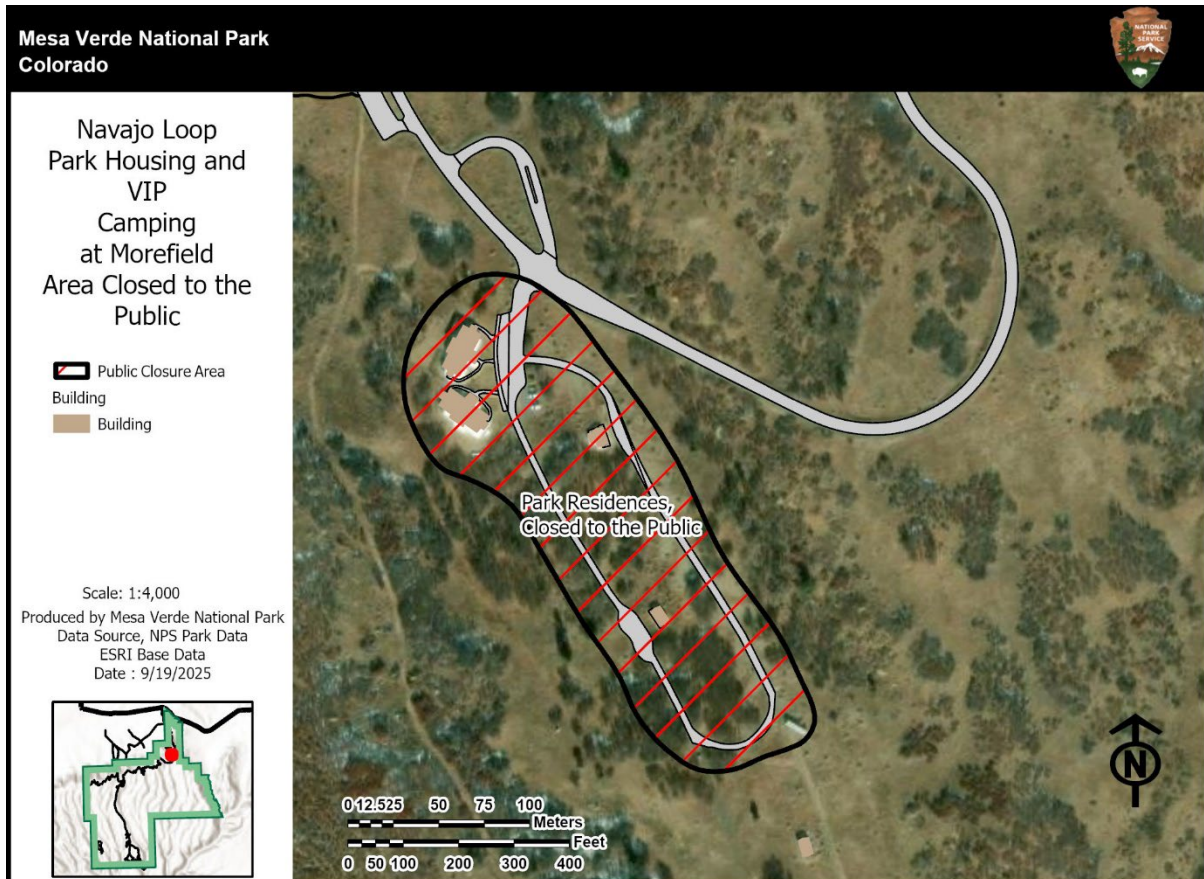 Mesa Verde National Park
Colorado
NATIONAL
PARK
SERVICE
Navajo Loop
Park Housing and
VIP
Camping
at Morefield
Area Closed to the
Public
Public Closure Area
Building
Building
Park Residences,
Closed to the Public
Scale: 1:4,000
Produced by Mesa Verde National Park
Data Source, NPS Park Data
ESRI Base Data
Date : 9/19/2025
0 12.525 50 75 100
Meters
Feet
0 50 100 200 300 400
N